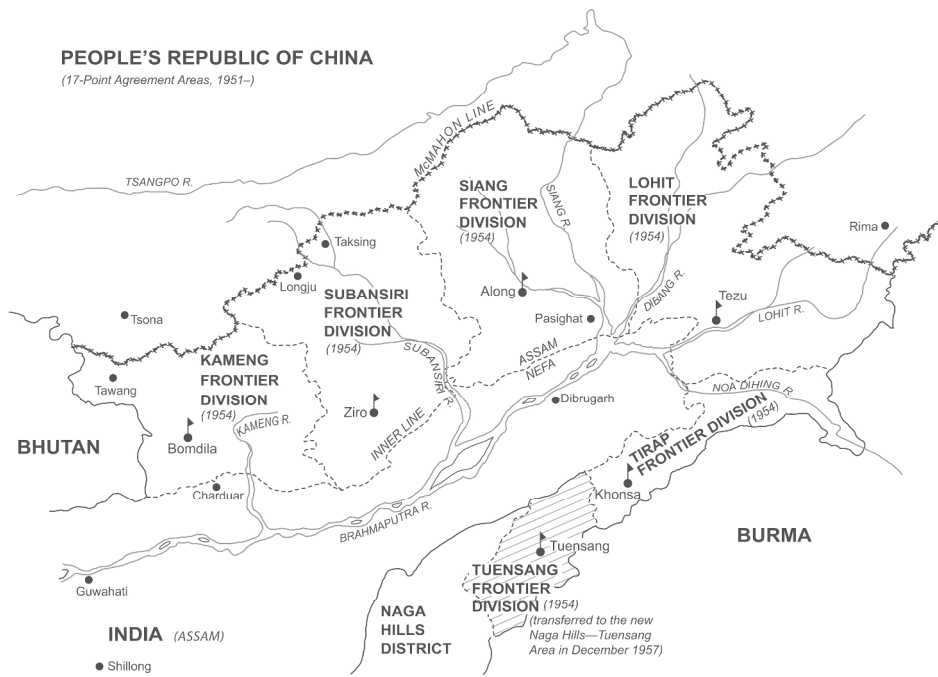 PEOPLE'S REPUBLIC OF CHINA
(17-Point Agreement Areas, 1951–)
McMAHON LINE
TSANGPO R.
SIANG
FRONTIER
DIVISION
(1954)
SIANG R.
LOHIT
FRONTIER
DIVISION
(1954)
Rima
Taksing
Longju
Along
Pasighat
DIBANG R.
Tezu
LOHIT R.
SUBANSIRI
FRONTIER
DIVISION
(1954)
SUBANSIRI R.
Tsona
ASSAM
NEFA
KAMENG
FRONTIER
DIVISION
(1954)
Tawang
KAMENG R.
Ziro
INNER LINE
Dibrugarh
NOA DIHING R.
TIRAP
FRONTIER DIVISION
(1954)
BHUTAN
Bomdila
Charduar
Khonsa
BRAHMAPUTRA R.
BURMA
Tuensang
TUENSANG
FRONTIER
DIVISION (1954)
(transferred to the new
Naga Hills—Tuensang
Area in December 1957)
Guwahati
NAGA
HILLS
DISTRICT
INDIA (ASSAM)
Shillong